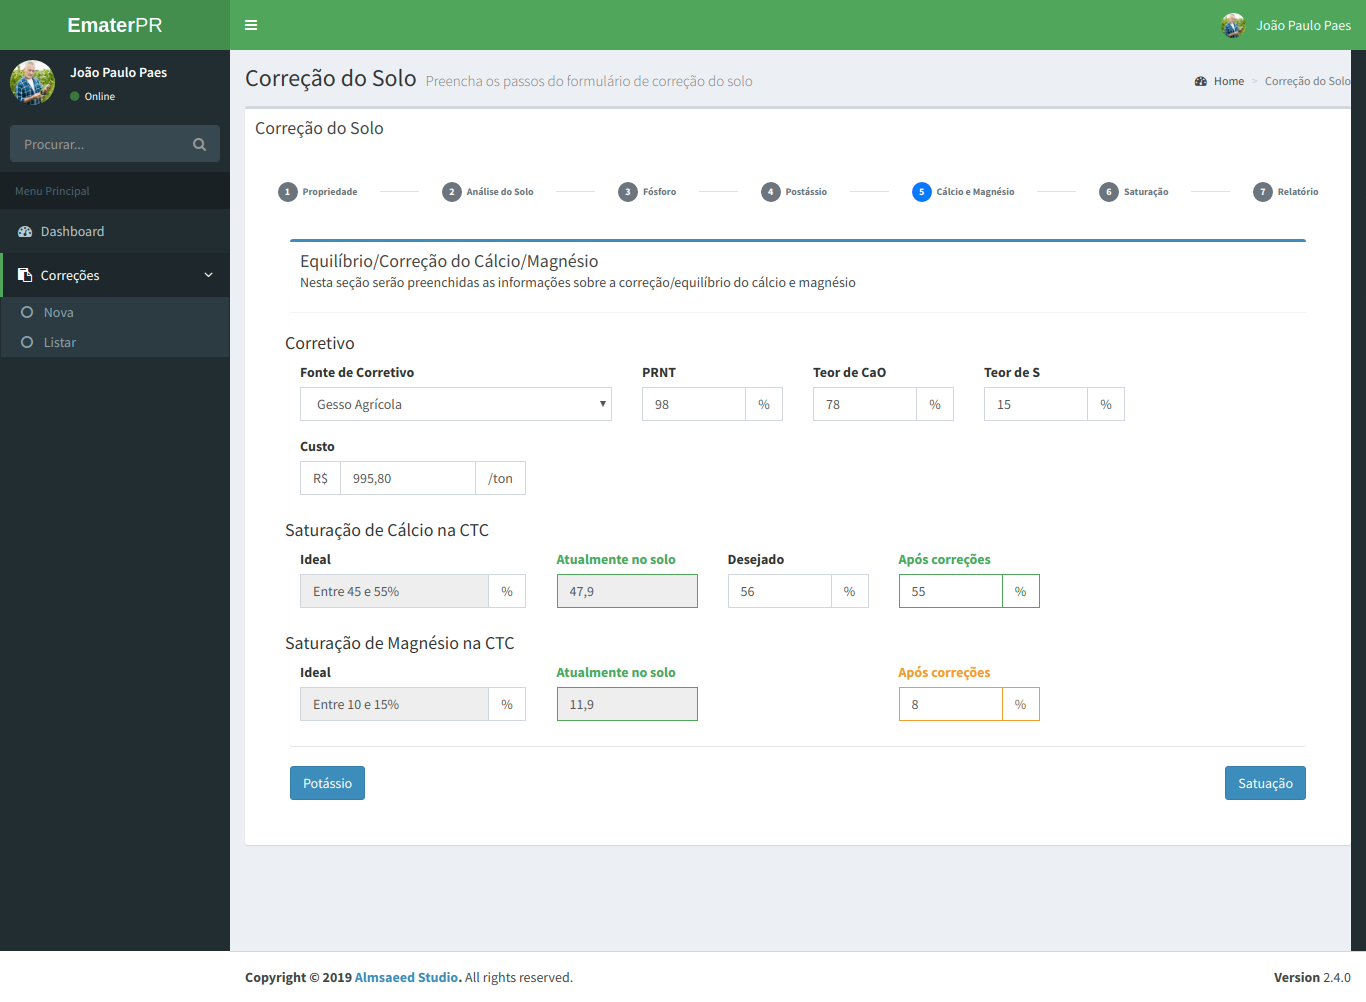 EmaterPR
João Paulo Paes
João Paulo Paes
Online
Procurar...
Menu Principal
Dashboard
Correções
Nova
Listar
Correção do Solo Preencha os passos do formulário de correção do solo
Home > Correção do Solo
Correção do Solo
1 Propriedade
2 Análise do Solo
3 Fósforo
4 Postássio
5 Cálcio e Magnésio
6 Saturação
7 Relatório
Equilíbrio/Correção do Cálcio/Magnésio
Nesta seção serão preenchidas as informações sobre a correção/equilíbrio do cálcio e magnésio
Corretivo
Fonte de Corretivo PRNT Teor de CaO Teor de S
Gesso Agrícola 98 % 78 % 15 %
Custo
R$ 995,80 /ton
Saturação de Cálcio na CTC
Ideal Atualmente no solo Desejado Após correções
Entre 45 e 55% % 47,9 56 % 55 %
Saturação de Magnésio na CTC
Ideal Atualmente no solo Após correções
Entre 10 e 15% % 11,9 8 %
Potássio
Satuação
Copyright © 2019 Almsaeed Studio. All rights reserved.
Version 2.4.0